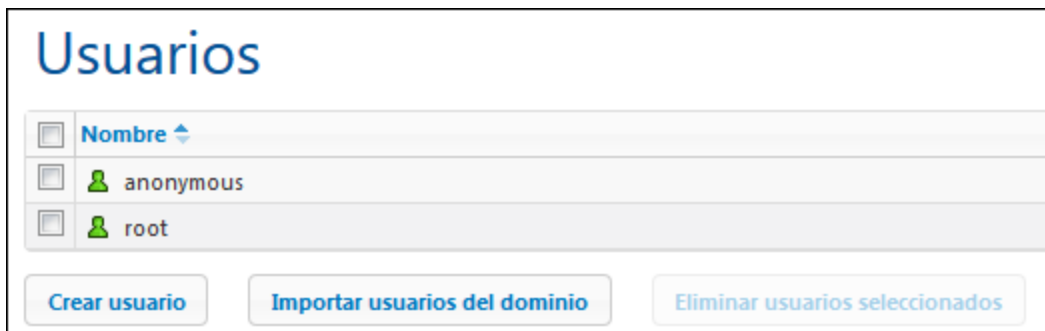 Usuarios
Nombre
anonymous
root
Crear usuario Importar usuarios del dominio Eliminar usuarios seleccionados